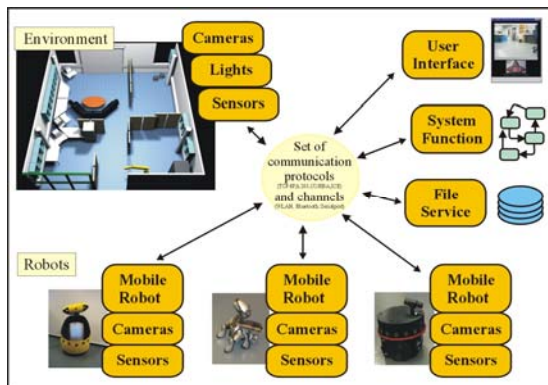 Environment
Cameras
Lights
Sensors
User
Interface
System
Function
File
Service
Set of
communication
protocols
and channels
Robots
Mobile
Robot
Cameras
Sensors
Mobile
Robot
Cameras
Sensors
Mobile
Robot
Cameras
Sensors